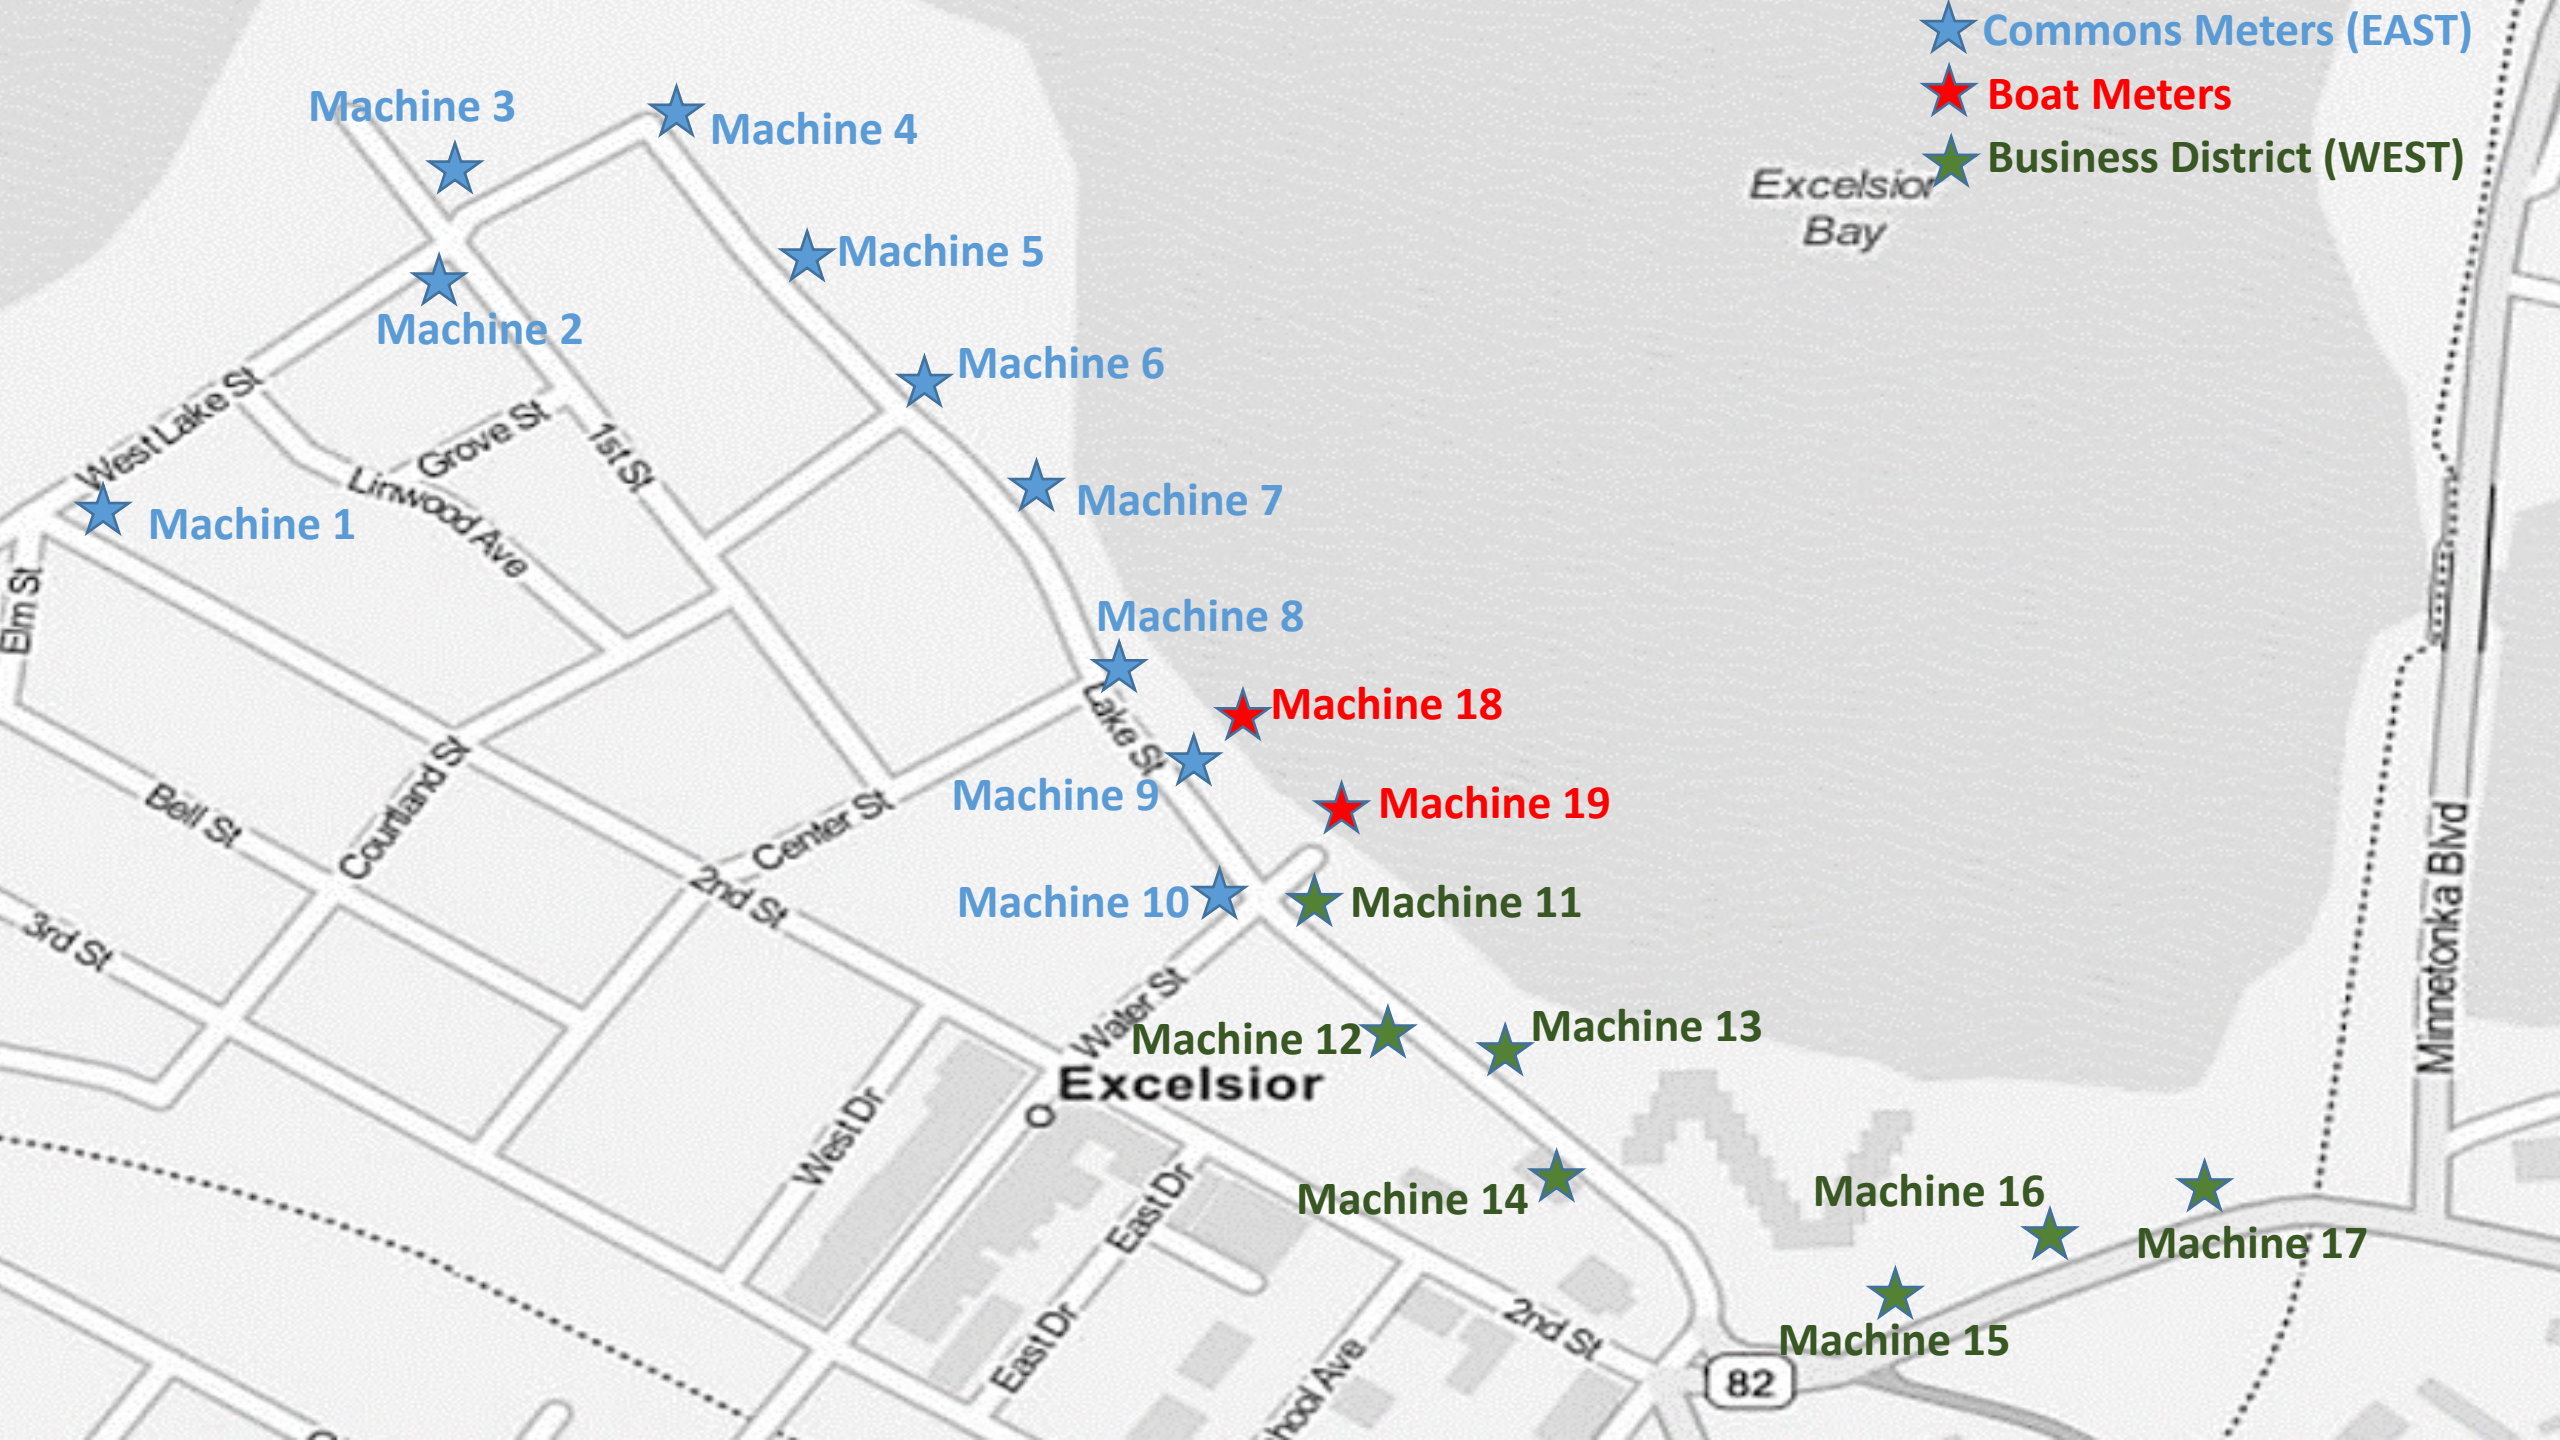 Commons Meters (EAST)
Boat Meters
Business District (WEST)
Excelsior
Bay
Machine 3
Machine 4
Machine 5
Machine 2
Machine 6
West Lake St
Grove St
1st St
Linwood Ave
Machine 7
Machine 1
Elm St
Machine 8
Lake St
Machine 18
Machine 9
Machine 19
Bell St
Courtland St
Center St
2nd St
Machine 10
Machine 11
3rd St
Water St
Machine 12
Machine 13
Excelsior
Minnetonka Blvd
West Dr
East Dr
Machine 14
Machine 16
Machine 17
East Dr
2nd St
Machine 15
82